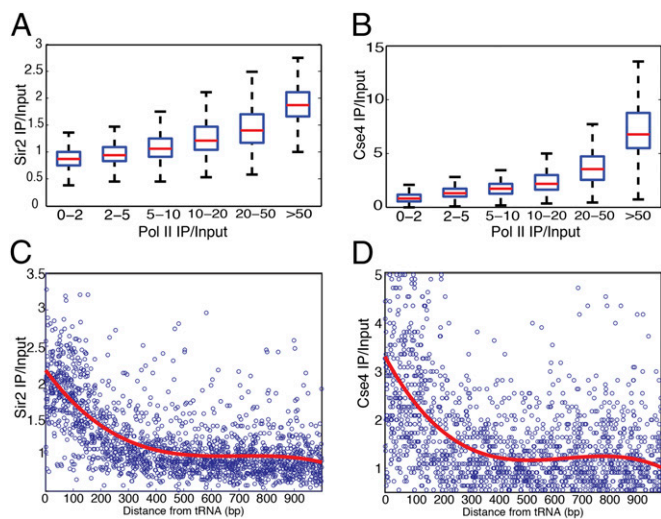 A
Sir2 IP/Input
3
2.5
2
1.5
1
0.5
0
0-2
2-5
5-10
10-20
20-50
>50
Pol II IP/Input
B
Cse4 IP/Input
15
10
5
0
0-2
2-5
5-10
10-20
20-50
>50
Pol II IP/Input
C
Sir2 IP/Input
3.5
3
2.5
2
1.5
1
0 100 200 300 400 500 600 700 800 900
Distance from tRNA (bp)
D
Cse4 IP/Input
5
4
3
2
1
0 100 200 300 400 500 600 700 800 900
Distance from tRNA (bp)